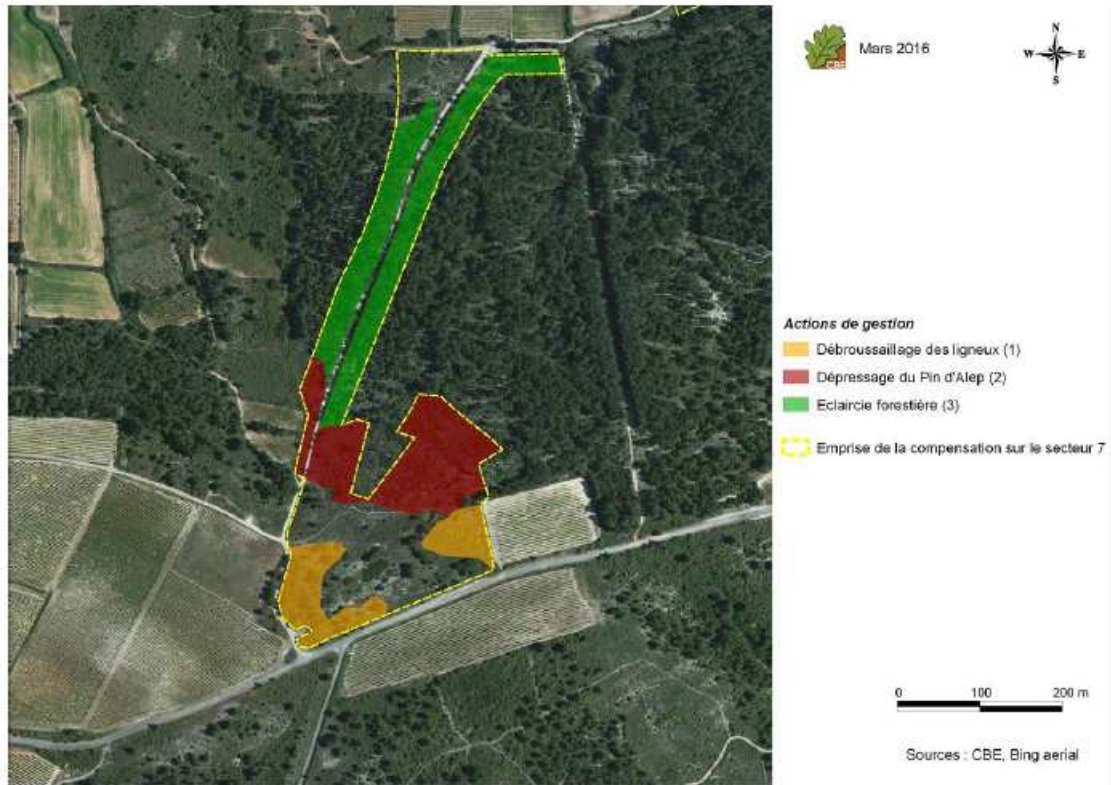 CBE
Mars 2016
N
W E
S
Actions de gestion
Débroussaillage des ligneux (1)
Dépressage du Pin d'Alep (2)
Eclaircie forestière (3)
Emprise de la compensation sur le secteur 7
0 100 200 m
Sources : CBE, Bing aerial